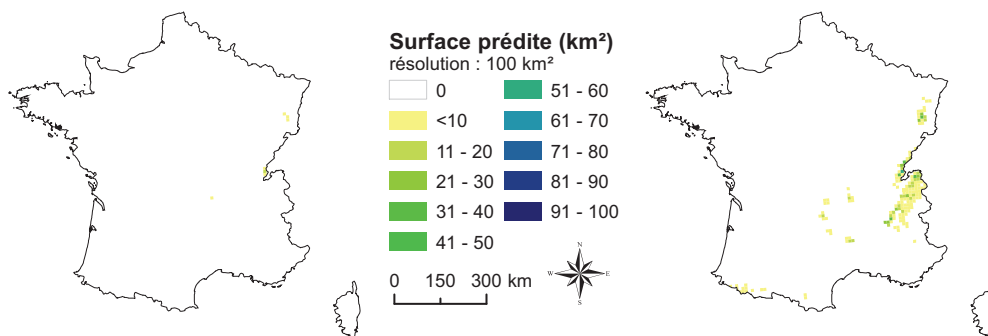 Surface prédite (km²)
résolution : 100 km²
0
<10
11 - 20
21 - 30
31 - 40
41 - 50
51 - 60
61 - 70
71 - 80
81 - 90
91 - 100
0 150 300 km
N
W E
S